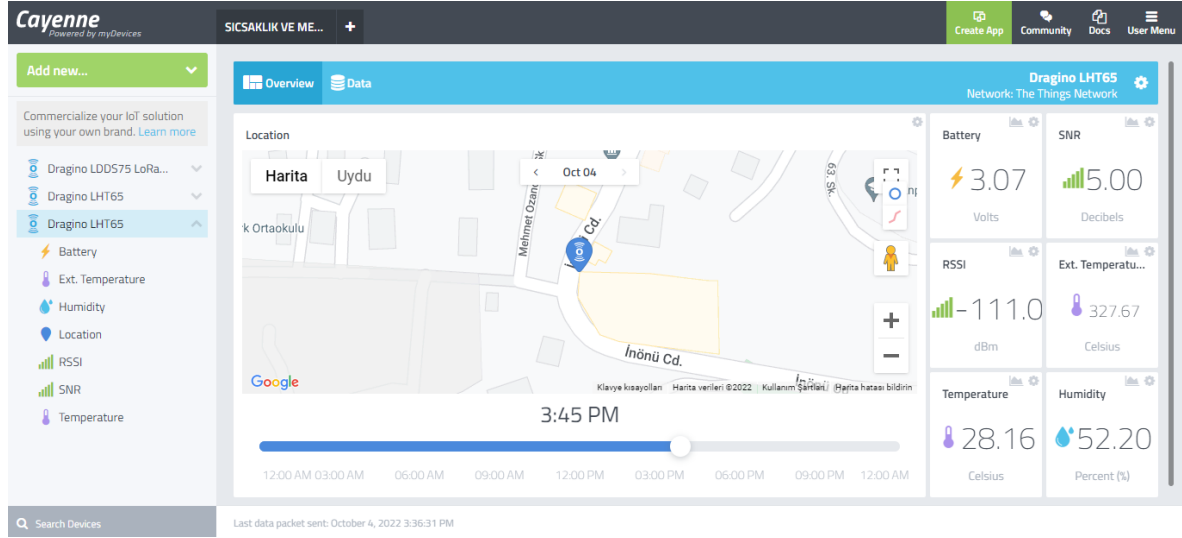 Cayenne
Powered by myDevices
SICSAKLIK VE ME...
+
Create App
Community
Docs
User Menu
Add new...
Commercialize your IoT solution
using your own brand. Learn more
Dragino LDDS75 LoRa...
Dragino LHT65
Dragino LHT65
Battery
Ext. Temperature
Humidity
Location
RSSI
SNR
Temperature
Search Devices
Overview
Data
Dragino LHT65
Network: The Things Network
Location
Harita
Uydu
Oct 04
k Ortaokulu
Mehmet Ozan
Cd.
63. Sk.
İnönü Cd.
Google
Klavye kısayolları
Harita verileri ©2022
Kullanım Şartları
Harita hatası bildirin
3:45 PM
12:00 AM 03:00 AM 06:00 AM 09:00 AM 12:00 PM 03:00 PM 06:00 PM 09:00 PM 12:00 AM
Battery
3.07
Volts
SNR
5.00
Decibels
RSSI
-111.0
dBm
Ext. Temperatu...
327.67
Celsius
Temperature
28.16
Celsius
Humidity
52.20
Percent (%)
Last data packet sent: October 4, 2022 3:36:31 PM